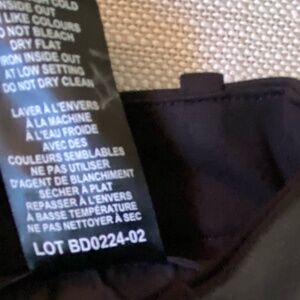 COLD
INSIDE OUT
LIKE COLOURS
DO NOT BLEACH
DRY FLAT
IRON INSIDE OUT
AT LOW SETTING
DO NOT DRY CLEAN
LAVER À L'ENVERS
À LA MACHINE
À L'EAU FROIDE
AVEC DES
COULEURS SEMBLABLES
NE PAS UTILISER
D'AGENT DE BLANCHIMENT
SÉCHER À PLAT
REPASSER À L'ENVERS
À BASSE TEMPÉRATURE
NE PAS NETTOYER À SEC
LOT BD0224-02